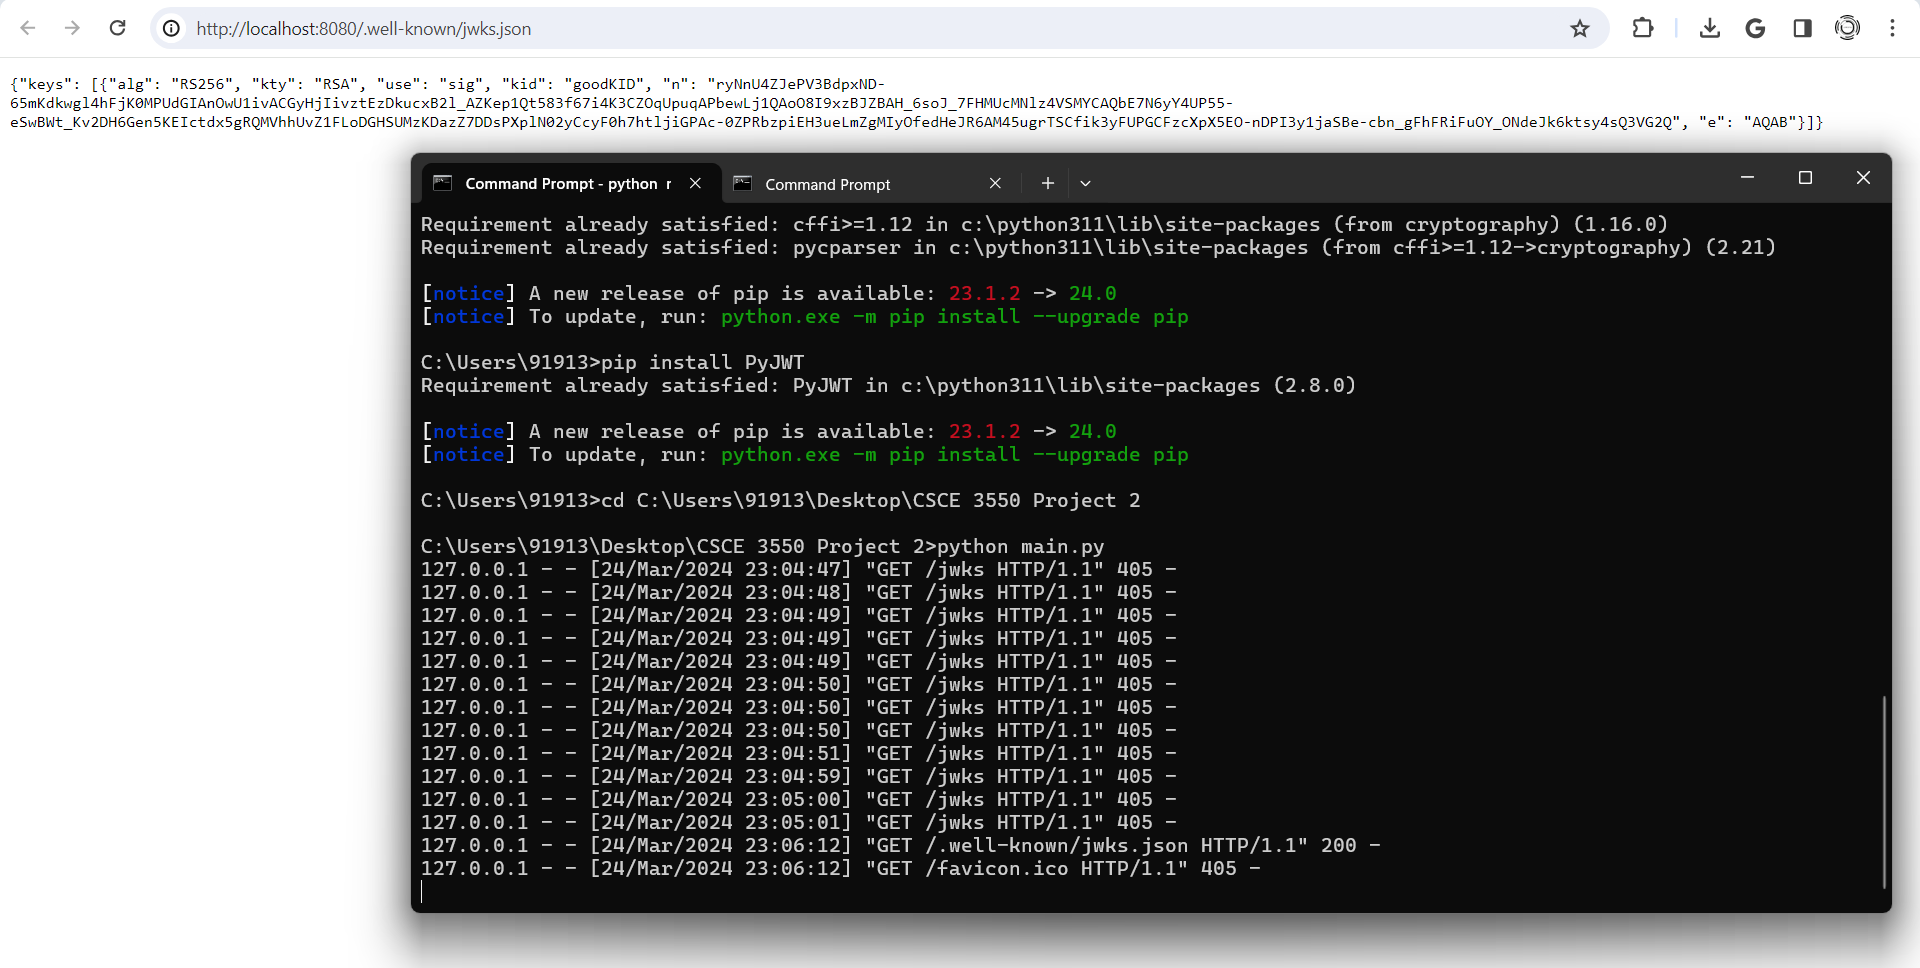 http://localhost:8080/.well-known/jwks.json
{"keys": [{"alg": "RS256", "kty": "RSA", "use": "sig", "kid": "goodKID", "n": "ryNnU4ZJePV3BdpxND-
65mKdkwgl4hFjK0MPUdGIAnOwU1ivACGyHjIivztEzDkucxB2l_AZKep1Qt583f67i4K3CZOqUpuqAPbewLj1QAoO8I9xzBJZBAH_6soJ_7FHMUcMNlz4VSMYCAQbE7N6yY4UP55-
eSwBWt_Kv2DH6Gen5KEIctdx5gRQMVhhUvZ1FLoDGHSUMzKDazZ7DDsPXplN02yCcyF0h7htljiGPAc-0ZPRbzpiEH3ueLmZgMIyOfedHeJR6AM45ugrTSCfik3yFUPGCFzcXpX5EO-nDPI3y1jaSBe-cbn_gFhFRiFuOY_ONdeJk6ktsy4sQ3VG2Q", "e": "AQAB"}]}
Command Prompt - python
Command Prompt
Requirement already satisfied: cffi>=1.12 in c:\python311\lib\site-packages (from cryptography) (1.16.0)
Requirement already satisfied: pycparser in c:\python311\lib\site-packages (from cffi>=1.12->cryptography) (2.21)
[notice] A new release of pip is available: 23.1.2 -> 24.0
[notice] To update, run: python.exe -m pip install --upgrade pip
C:\Users\91913>pip install PyJWT
Requirement already satisfied: PyJWT in c:\python311\lib\site-packages (2.8.0)
[notice] A new release of pip is available: 23.1.2 -> 24.0
[notice] To update, run: python.exe -m pip install --upgrade pip
C:\Users\91913>cd C:\Users\91913\Desktop\CSCE 3550 Project 2
C:\Users\91913\Desktop\CSCE 3550 Project 2>python main.py
127.0.0.1 - - [24/Mar/2024 23:04:47] "GET /jwks HTTP/1.1" 405 -
127.0.0.1 - - [24/Mar/2024 23:04:48] "GET /jwks HTTP/1.1" 405 -
127.0.0.1 - - [24/Mar/2024 23:04:49] "GET /jwks HTTP/1.1" 405 -
127.0.0.1 - - [24/Mar/2024 23:04:49] "GET /jwks HTTP/1.1" 405 -
127.0.0.1 - - [24/Mar/2024 23:04:49] "GET /jwks HTTP/1.1" 405 -
127.0.0.1 - - [24/Mar/2024 23:04:50] "GET /jwks HTTP/1.1" 405 -
127.0.0.1 - - [24/Mar/2024 23:04:50] "GET /jwks HTTP/1.1" 405 -
127.0.0.1 - - [24/Mar/2024 23:04:50] "GET /jwks HTTP/1.1" 405 -
127.0.0.1 - - [24/Mar/2024 23:04:51] "GET /jwks HTTP/1.1" 405 -
127.0.0.1 - - [24/Mar/2024 23:04:59] "GET /jwks HTTP/1.1" 405 -
127.0.0.1 - - [24/Mar/2024 23:05:00] "GET /jwks HTTP/1.1" 405 -
127.0.0.1 - - [24/Mar/2024 23:05:01] "GET /jwks HTTP/1.1" 405 -
127.0.0.1 - - [24/Mar/2024 23:06:12] "GET /.well-known/jwks.json HTTP/1.1" 200 -
127.0.0.1 - - [24/Mar/2024 23:06:12] "GET /favicon.ico HTTP/1.1" 405 -